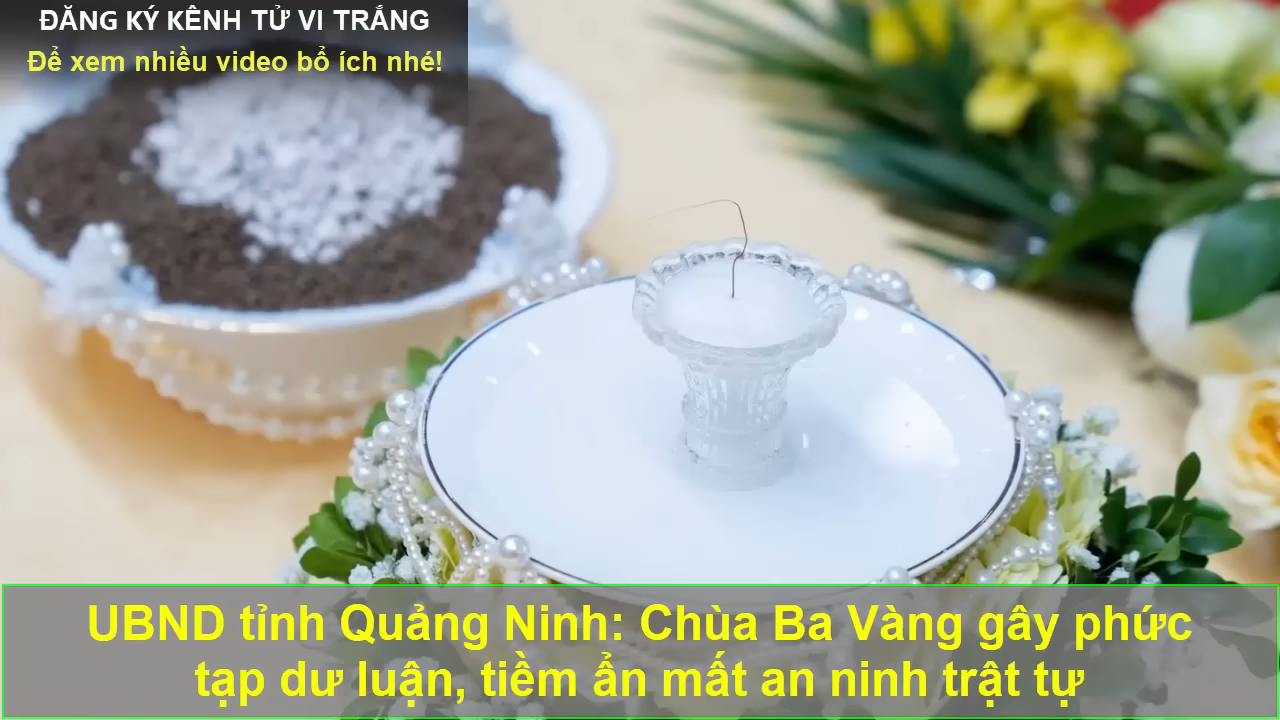 ĐĂNG KÝ KÊNH TỬ VI TRẮNG
Để xem nhiều video bổ ích nhé!
UBND tỉnh Quảng Ninh: Chùa Ba Vàng gây phức
tạp dư luận, tiềm ẩn mất an ninh trật tự